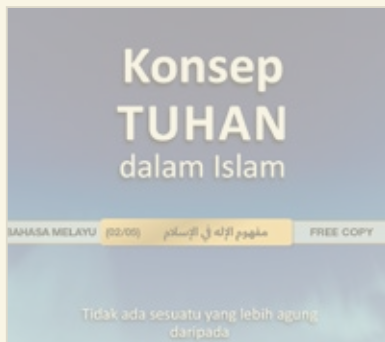 Konsep
TUHAN
dalam Islam
BAHASA MELAYU (02/05) مفهوم الإله في الإسلام FREE COPY
Tidak ada sesuatu yang lebih agung
daripada